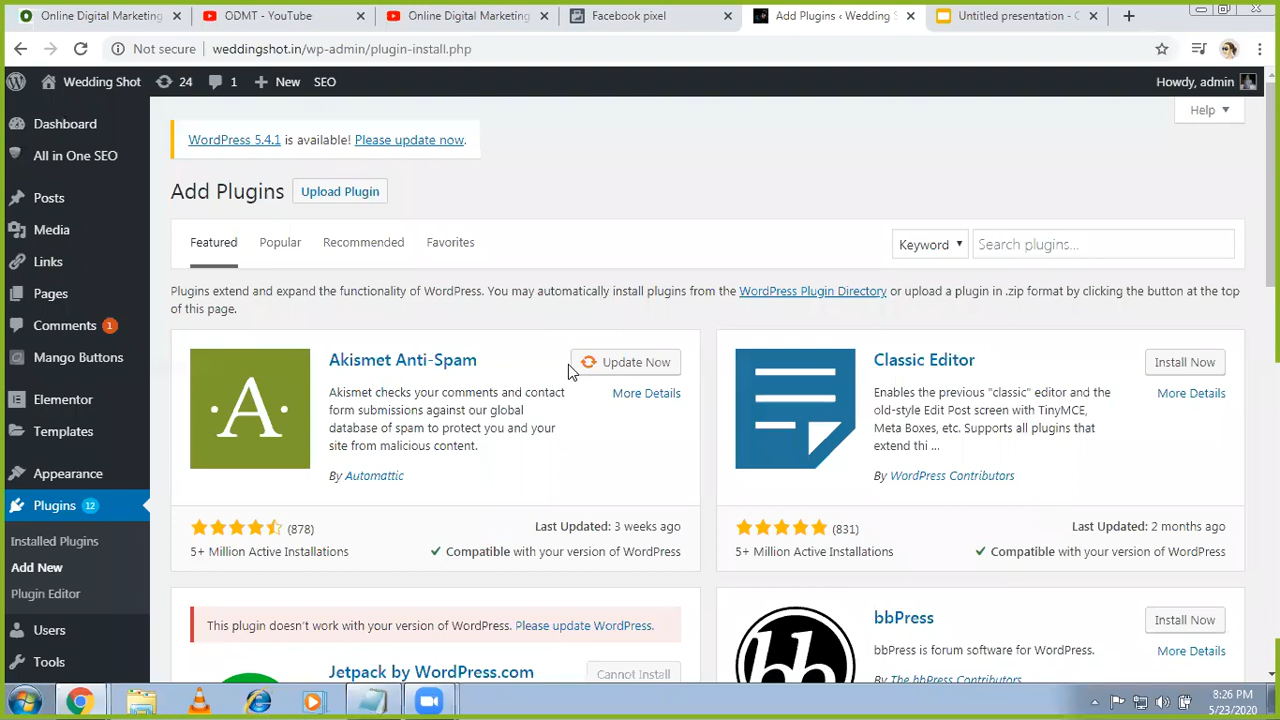 Online Digital Marketing
ODMT - YouTube
Online Digital Marketing
Facebook pixel
Add Plugins ‹ Wedding
Untitled presentation -
Not secure
weddingshot.in/wp-admin/plugin-install.php
Wedding Shot
24
1
New
SEO
Howdy, admin
Help
Dashboard
All in One SEO
Posts
Media
Links
Pages
Comments 1
Mango Buttons
Elementor
Templates
Appearance
Plugins 12
Installed Plugins
Add New
Plugin Editor
Users
Tools
WordPress 5.4.1 is available! Please update now.
Add Plugins
Upload Plugin
Featured
Popular
Recommended
Favorites
Keyword
Search plugins...
Plugins extend and expand the functionality of WordPress. You may automatically install plugins from the WordPress Plugin Directory or upload a plugin in .zip format by clicking the button at the top
of this page.
A
Akismet Anti-Spam
Update Now
More Details
Akismet checks your comments and contact
form submissions against our global
database of spam to protect you and your
site from malicious content.
By Automattic
(878)
5+ Million Active Installations
Last Updated: 3 weeks ago
Compatible with your version of WordPress
Classic Editor
Install Now
More Details
Enables the previous "classic" editor and the
old-style Edit Post screen with TinyMCE,
Meta Boxes, etc. Supports all plugins that
extend thi ...
By WordPress Contributors
(831)
5+ Million Active Installations
Last Updated: 2 months ago
Compatible with your version of WordPress
This plugin doesn't work with your version of WordPress. Please update WordPress.
Jetpack by WordPress.com
Cannot Install
bb
bbPress
Install Now
More Details
bbPress is forum software for WordPress.
By The bbPress Contributors
8:26 PM
5/23/2020